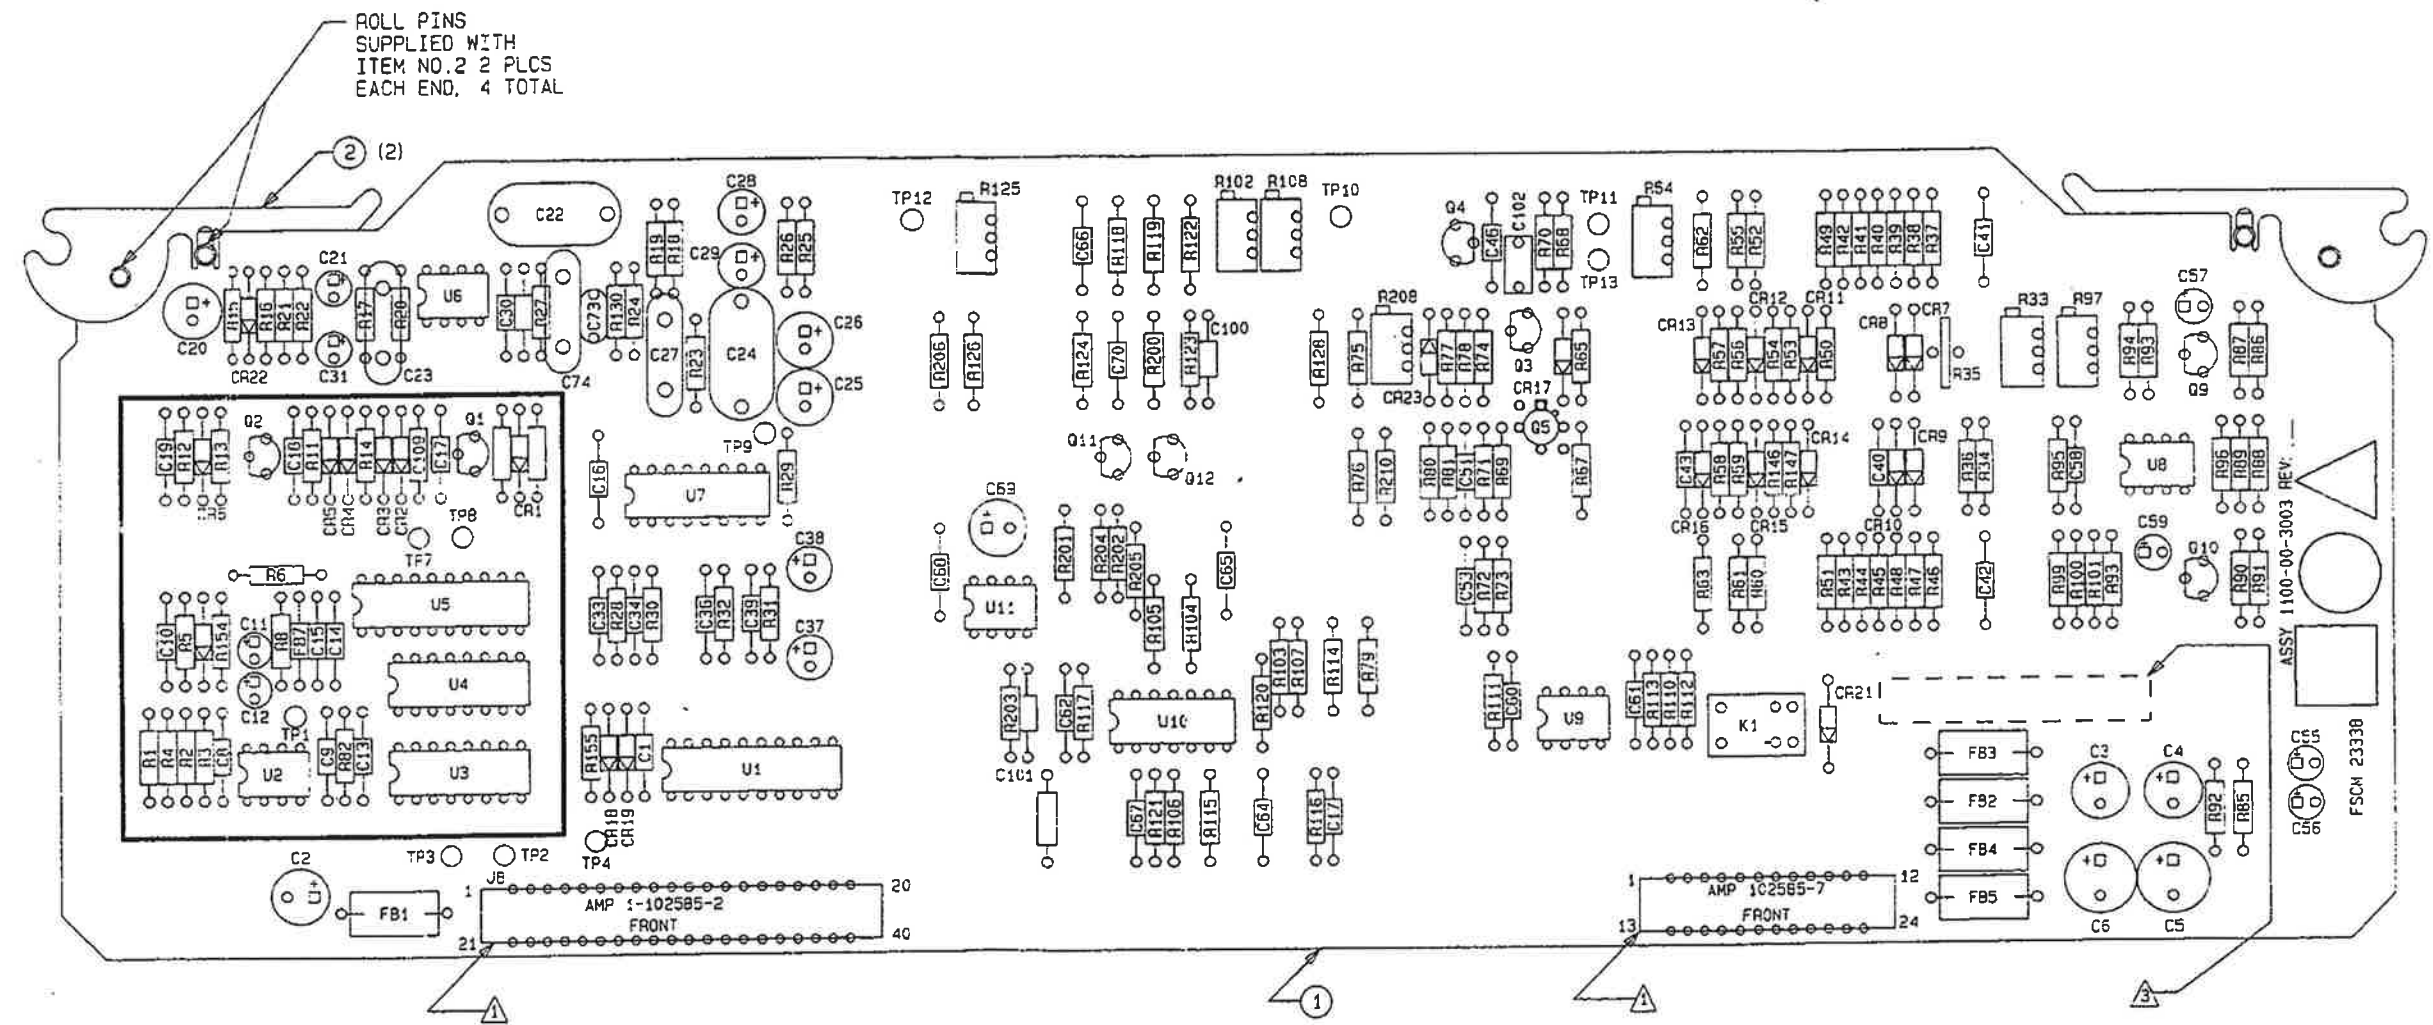 ROLL PINS
SUPPLIED WITH
ITEM NO.2 2 PLCS
EACH END, 4 TOTAL
2 (2)
C28
C22
R19
R18
C29
R26
R25
TP12
R125
C66
R118
R119
R122
R102
R108
TP10
Q4
C46
C102
R70
R68
TP11
TP13
R54
R62
R55
R52
R49
R42
R41
R40
R39
R38
R37
C41
C57
C21
C20
R15
R16
R21
R22
C31
CR22
R17
R20
C23
U6
C30
R27
C74
C73
R130
R24
C27
R23
C24
C26
C25
R206
R126
R124
C70
R200
R123
C100
R128
R75
R208
CR23
R77
R78
R74
Q3
CR17
R65
Q5
CR13
R57
R56
CR12
R54
R53
CR11
R50
CR8
CR7
R35
R33
R97
R94
R93
Q9
R87
R86
C19
R12
R13
Q2
C18
R11
R14
C109
C17
Q1
CR5
CR4
CR3
CR2
CR1
TP7
TP8
C16
U7
TP9
R29
Q11
Q12
R76
R210
R80
R81
C51
R71
R69
R67
C43
R58
R59
R146
R147
CR14
CR16
CR15
C40
CR9
CR10
R36
R34
R95
C58
U8
R96
R89
R88
R6
U5
C38
C37
C33
R28
C34
R30
C36
R32
C39
R31
C60
C63
U11
R201
R204
R202
R205
R105
R104
C65
C53
R72
R73
R63
R61
R60
R51
R43
R44
R45
R48
R47
R46
C42
R99
R100
R101
R93
C59
Q10
R90
R91
ASSY 1100-00-3003 REV: —
C10
R5
R154
C11
C12
R8
FB7
C15
C14
U4
TP1
R1
R4
R2
R3
C8
U2
C9
R82
C13
U3
R155
C1
U1
CR18
CR19
TP4
R203
C101
C62
R117
U10
R120
R103
R107
R114
R79
R111
C60
U9
C61
R113
R110
R112
K1
CR21
C67
R121
R106
R115
C64
R116
C17
FB3
FB2
FB4
FB5
C3
C4
C6
C5
R92
R85
C55
C56
FSCM 23338
TP3
TP2
C2
FB1
J8
1
20
AMP 1-102585-2
FRONT
21
40
1
12
AMP 102585-7
FRONT
13
24
1
1
1
3